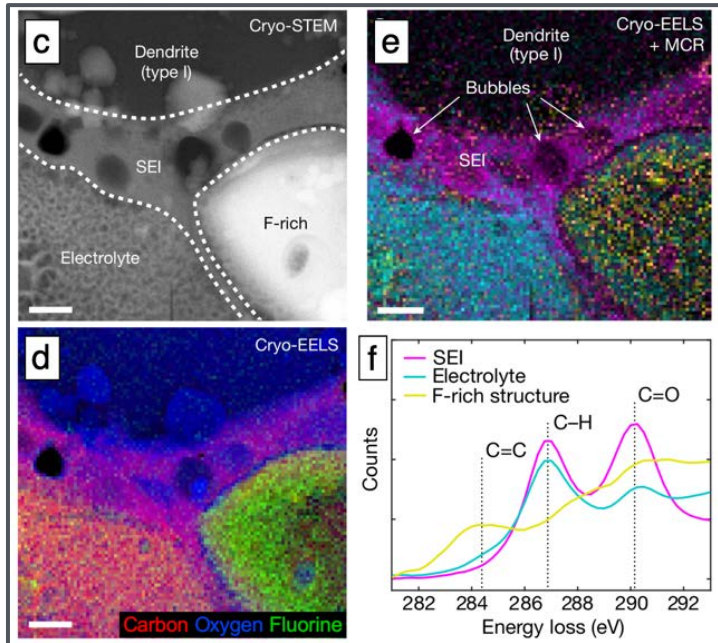 c
Cryo-STEM
Dendrite
(type I)
SEI
F-rich
Electrolyte
e
Cryo-EELS
+ MCR
Dendrite
(type I)
Bubbles
SEI
d
Cryo-EELS
Carbon Oxygen Fluorine
f
SEI
Electrolyte
F-rich structure
C=O
C–H
C=C
Counts
282 284 286 288 290 292
Energy loss (eV)